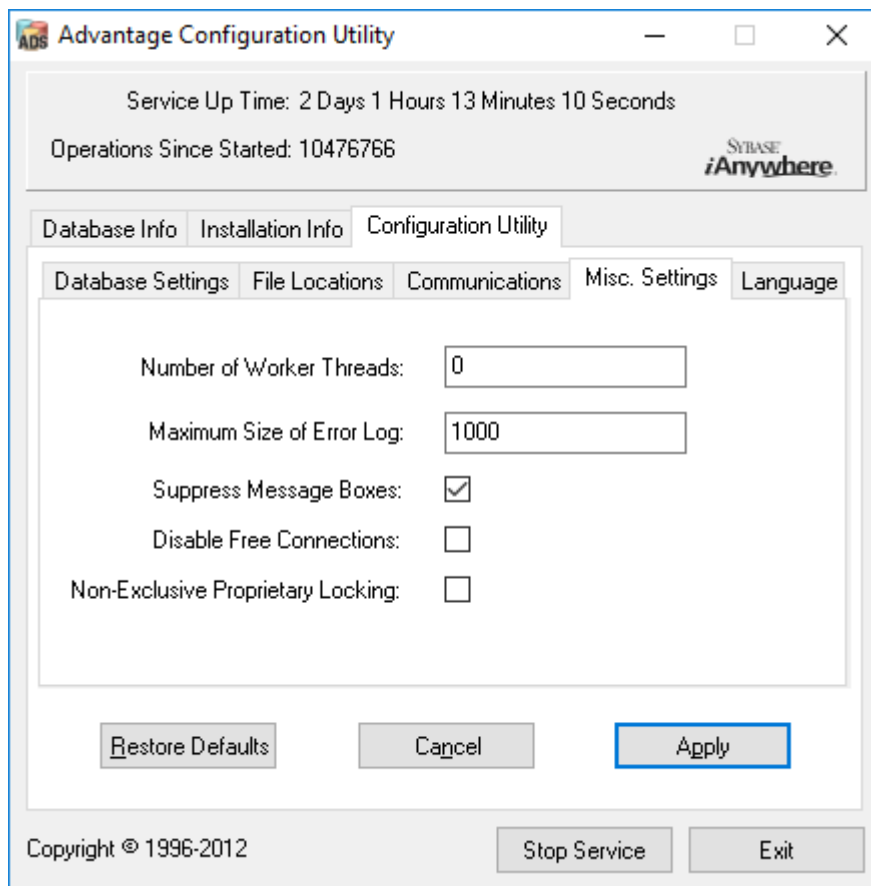 ADS Advantage Configuration Utility
Service Up Time: 2 Days 1 Hours 13 Minutes 10 Seconds
Operations Since Started: 10476766
SYBASE
iAnywhere.
Database Info Installation Info Configuration Utility
Database Settings File Locations Communications Misc. Settings Language
Number of Worker Threads: 0
Maximum Size of Error Log: 1000
Suppress Message Boxes:
Disable Free Connections:
Non-Exclusive Proprietary Locking:
Restore Defaults Cancel Apply
Copyright © 1996-2012 Stop Service Exit